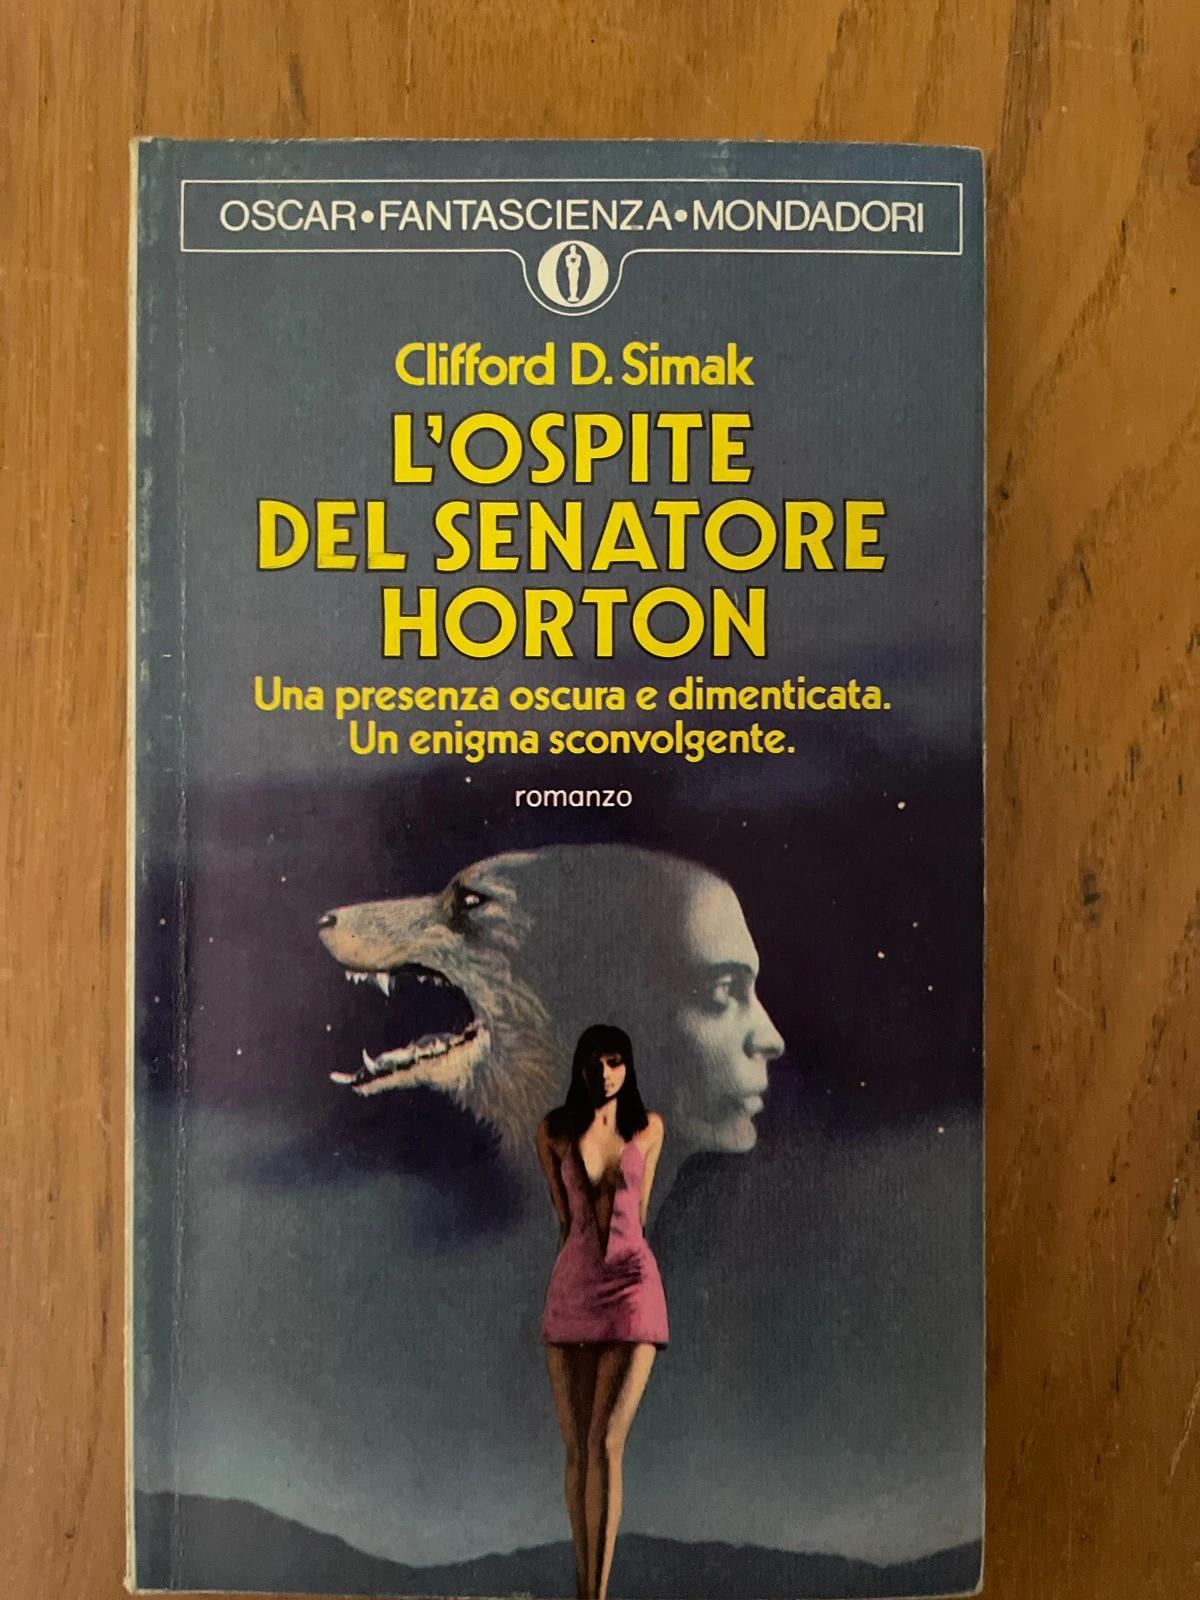 OSCAR•FANTASCIENZA•MONDADORI
Clifford D. Simak
L'OSPITE
DEL SENATORE
HORTON
Una presenza oscura e dimenticata.
Un enigma sconvolgente.
romanzo